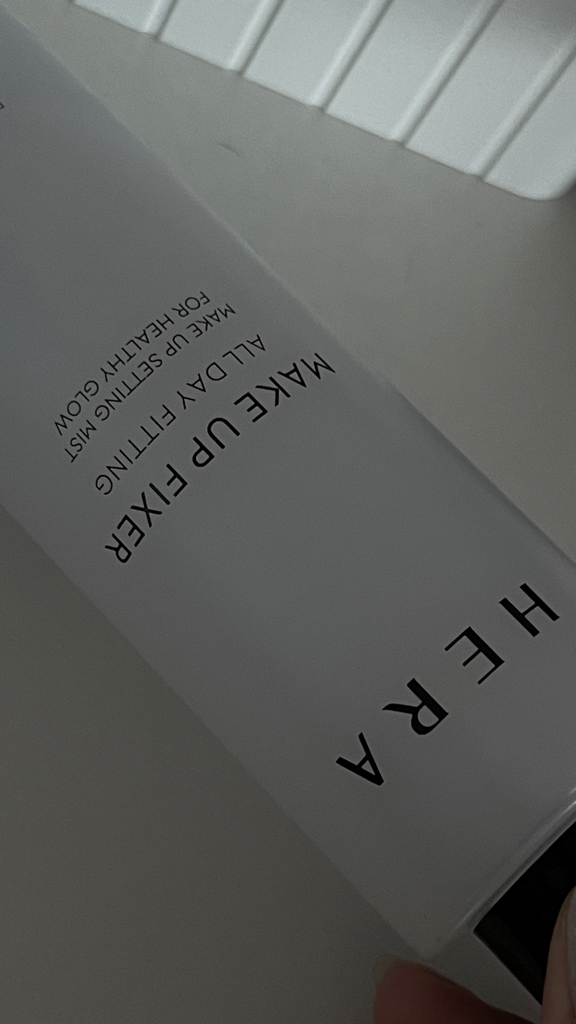 HERA
MAKE UP FIXER
ALL DAY FITTING
MAKE UP SETTING MIST
FOR HEALTHY GLOW